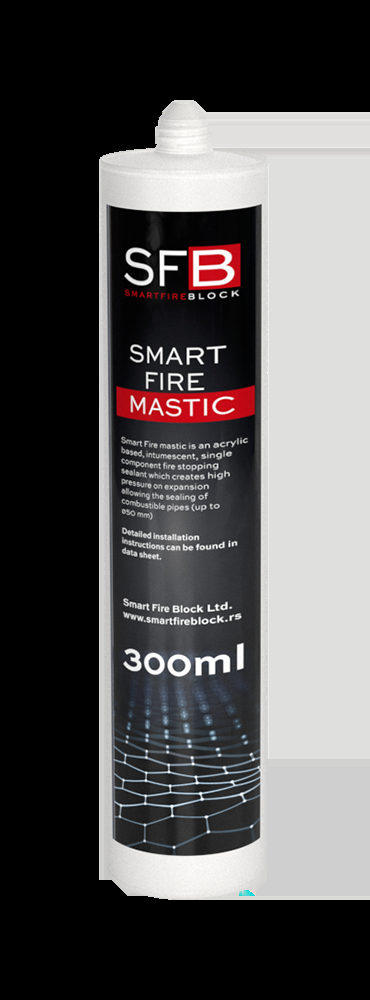 SFB
SMARTFIREBLOCK
SMART
FIRE
MASTIC
Smart Fire mastic is an acrylic
based, intumescent, single
component fire stopping
sealant which creates high
pressure on expansion
allowing the sealing of
combustible pipes (up to
ø50 mm)
Detailed installation
instructions can be found in
data sheet.
Smart Fire Block Ltd.
www.smartfireblock.rs
300ml